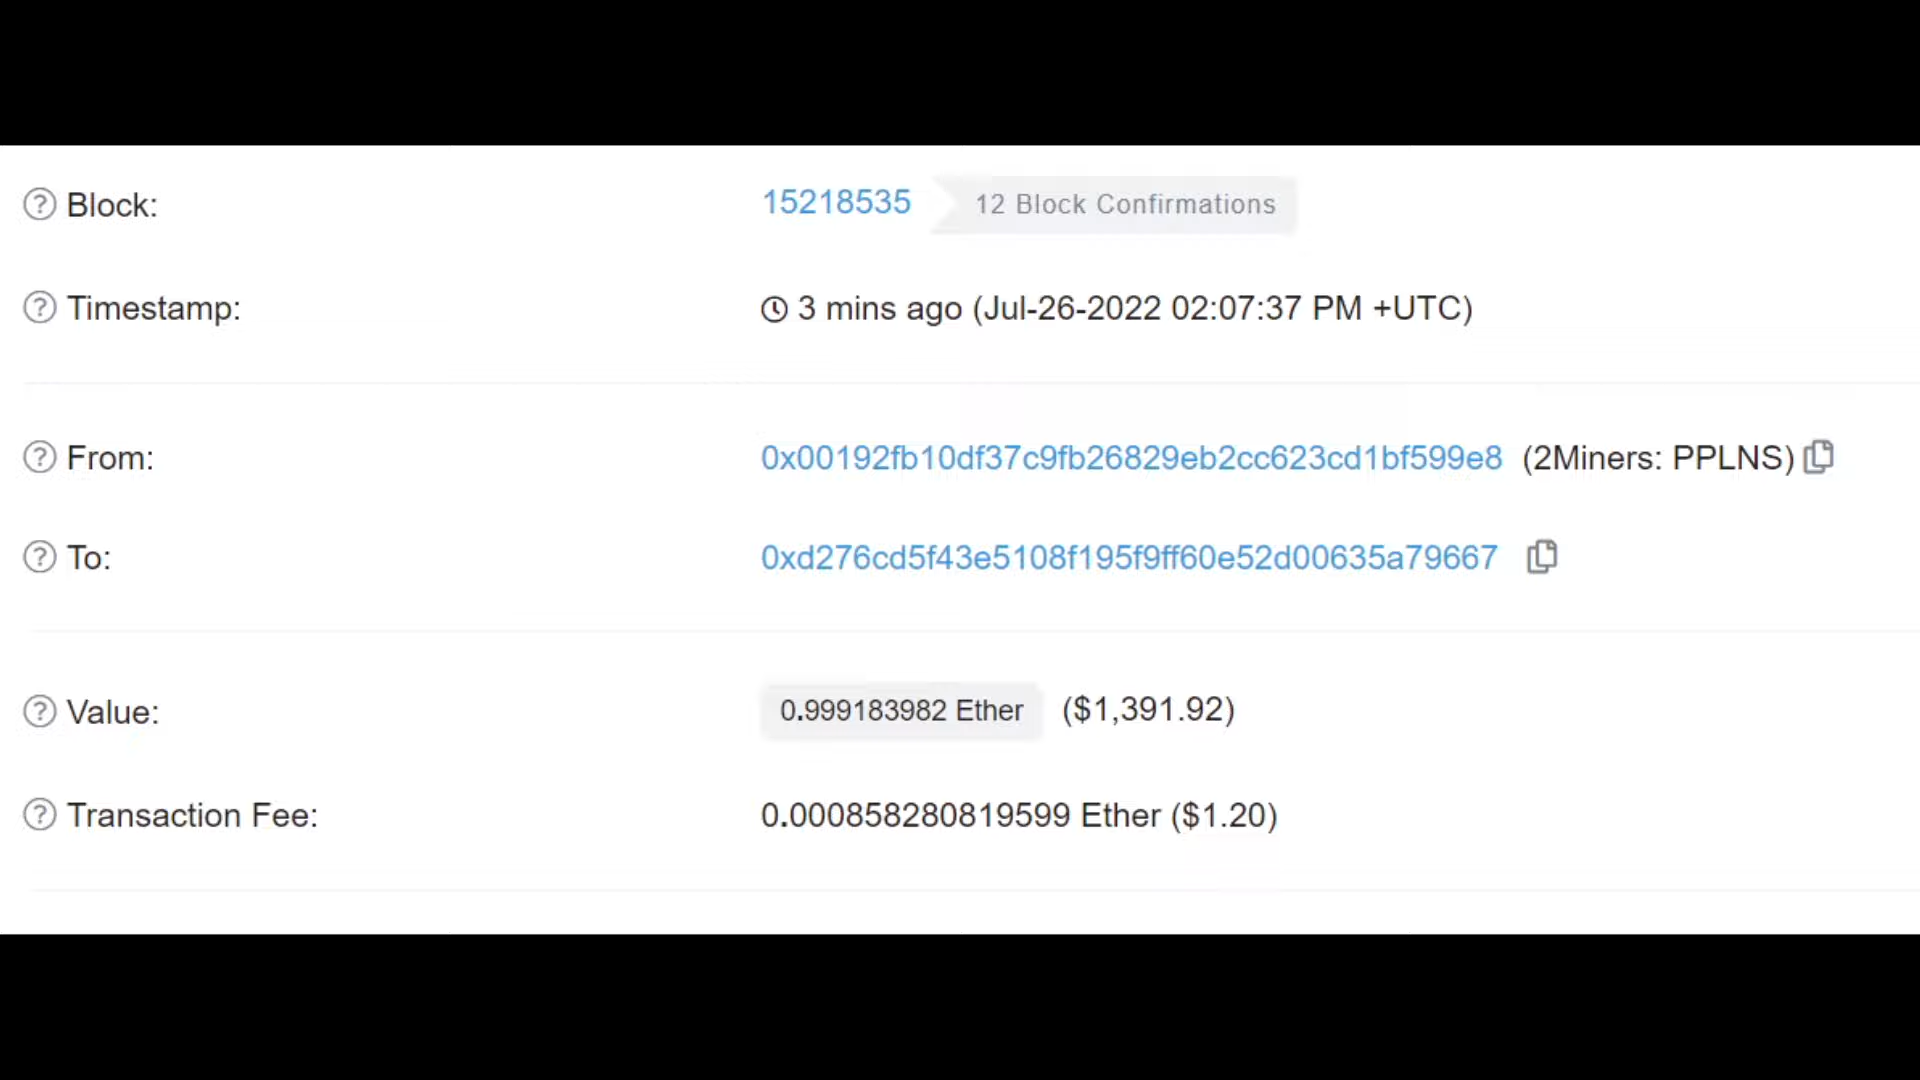 Block: 15218535 12 Block Confirmations
Timestamp: 3 mins ago (Jul-26-2022 02:07:37 PM +UTC)
From: 0x00192fb10df37c9fb26829eb2cc623cd1bf599e8 (2Miners: PPLNS)
To: 0xd276cd5f43e5108f195f9ff60e52d00635a79667
Value: 0.999183982 Ether ($1,391.92)
Transaction Fee: 0.000858280819599 Ether ($1.20)